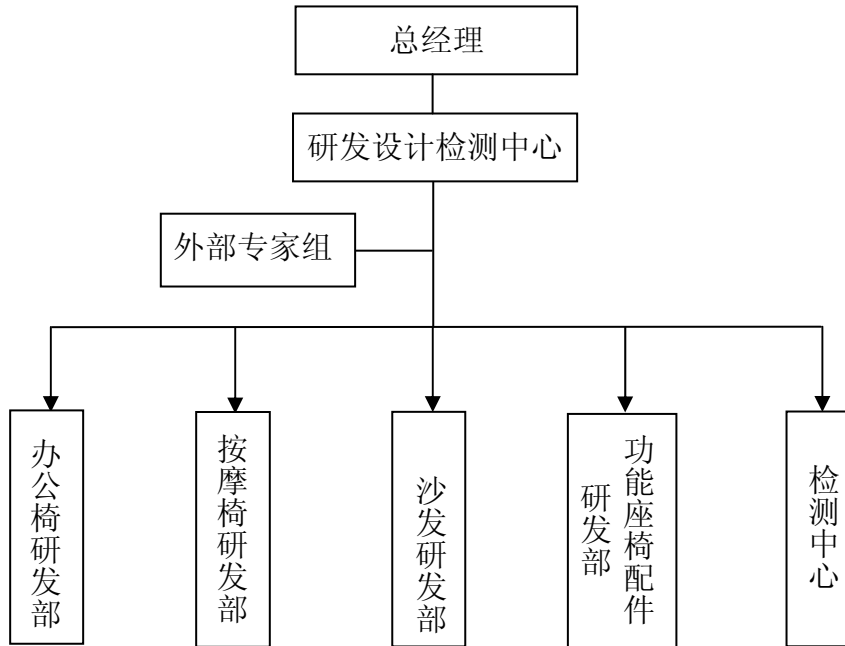 总经理
研发设计检测中心
外部专家组
办公椅研发部
按摩椅研发部
沙发研发部
功能座椅配件
研发部
检测中心